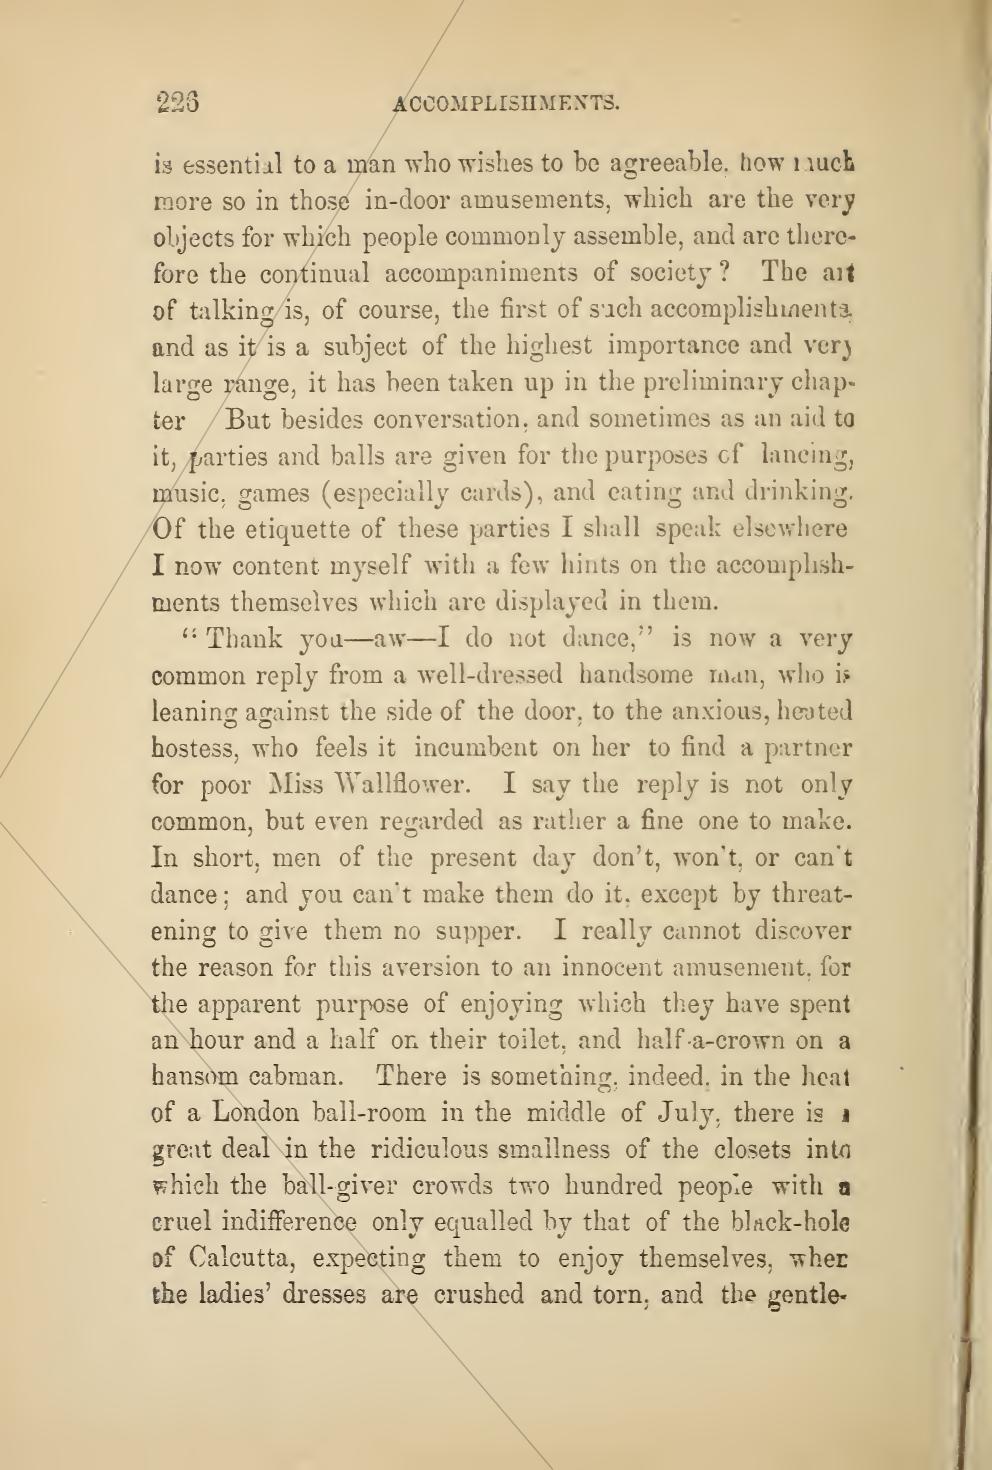 226 ACCOMPLISHMENTS.
is essential to a man who wishes to be agreeable, how much
more so in those in-door amusements, which are the very
objects for which people commonly assemble, and are there-
fore the continual accompaniments of society? The art
of talking is, of course, the first of such accomplishments,
and as it is a subject of the highest importance and very
large range, it has been taken up in the preliminary chap-
ter But besides conversation, and sometimes as an aid to
it, parties and balls are given for the purposes of lancing,
music, games (especially cards), and eating and drinking.
Of the etiquette of these parties I shall speak elsewhere
I now content myself with a few hints on the accomplish-
ments themselves which are displayed in them.
“Thank you—aw—I do not dance,” is now a very
common reply from a well-dressed handsome man, who is
leaning against the side of the door, to the anxious, heated
hostess, who feels it incumbent on her to find a partner
for poor Miss Wallflower. I say the reply is not only
common, but even regarded as rather a fine one to make.
In short, men of the present day don't, won't, or can't
dance; and you can't make them do it, except by threat-
ening to give them no supper. I really cannot discover
the reason for this aversion to an innocent amusement, for
the apparent purpose of enjoying which they have spent
an hour and a half on their toilet, and half-a-crown on a
hansom cabman. There is something, indeed, in the heat
of a London ball-room in the middle of July, there is a
great deal in the ridiculous smallness of the closets into
which the ball-giver crowds two hundred people with a
cruel indifference only equalled by that of the black-hole
of Calcutta, expecting them to enjoy themselves, when
the ladies' dresses are crushed and torn, and the gentle-